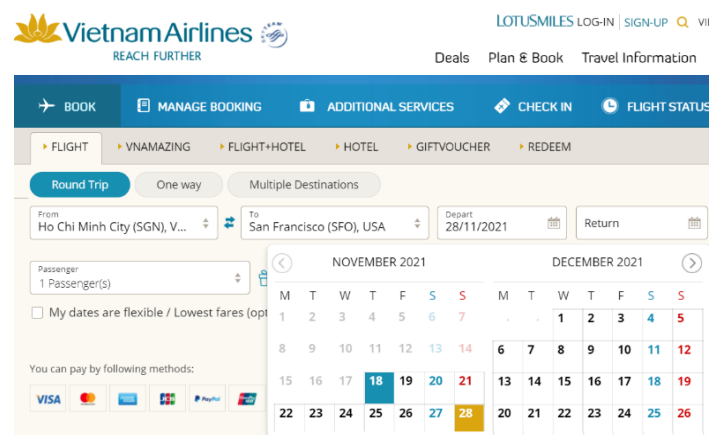 Vietnam Airlines
REACH FURTHER
LOTUSMILES LOG-IN SIGN-UP
Deals Plan & Book Travel Information
BOOK MANAGE BOOKING ADDITIONAL SERVICES CHECK IN FLIGHT STATUS
FLIGHT VNAMAZING FLIGHT+HOTEL HOTEL GIFTVOUCHER REDEEM
Round Trip One way Multiple Destinations
From To Depart
Ho Chi Minh City (SGN), V... San Francisco (SFO), USA 28/11/2021 Return
Passenger
1 Passenger(s)
NOVEMBER 2021 DECEMBER 2021
M T W T F S S M T W T F S S
1 2 3 4 5 6 7 . . 1 2 3 4 5
8 9 10 11 12 13 14 6 7 8 9 10 11 12
15 16 17 18 19 20 21 13 14 15 16 17 18 19
22 23 24 25 26 27 28 20 21 22 23 24 25 26
My dates are flexible / Lowest fares (opt
You can pay by following methods:
VISA JCB PayPal